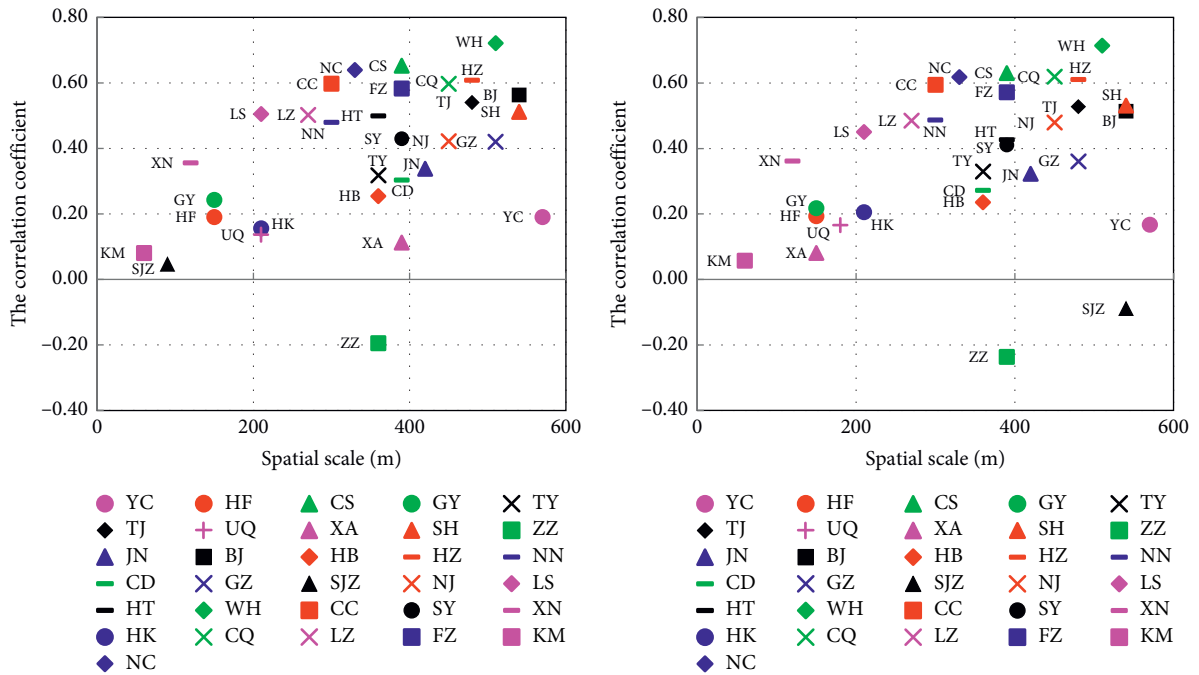 0.80
0.60
0.40
0.20
0.00
−0.20
−0.40
The correlation coefficient
WH
NC
CS
HZ
CC
FZ
CQ
TJ
BJ
SH
LS
LZ
HT
NN
SY
NJ
GZ
XN
TY
JN
CD
HB
GY
HF
HK
UQ
YC
XA
KM
SJZ
ZZ
0 200 400 600
Spatial scale (m)
YC HF CS GY TY
TJ UQ XA SH ZZ
JN BJ HB HZ NN
CD GZ SJZ NJ LS
HT WH CC SY XN
HK CQ LZ FZ KM
NC
0.80
0.60
0.40
0.20
0.00
−0.20
−0.40
The correlation coefficient
WH
NC
CS
HZ
CC
FZ
CQ
TJ
SH
BJ
LS
LZ
NN
HT
NJ
SY
XN
TY
JN
GZ
CD
HB
GY
HF
UQ
HK
YC
XA
KM
SJZ
ZZ
0 200 400 600
Spatial scale (m)
YC HF CS GY TY
TJ UQ XA SH ZZ
JN BJ HB HZ NN
CD GZ SJZ NJ LS
HT WH CC SY XN
HK CQ LZ FZ KM
NC